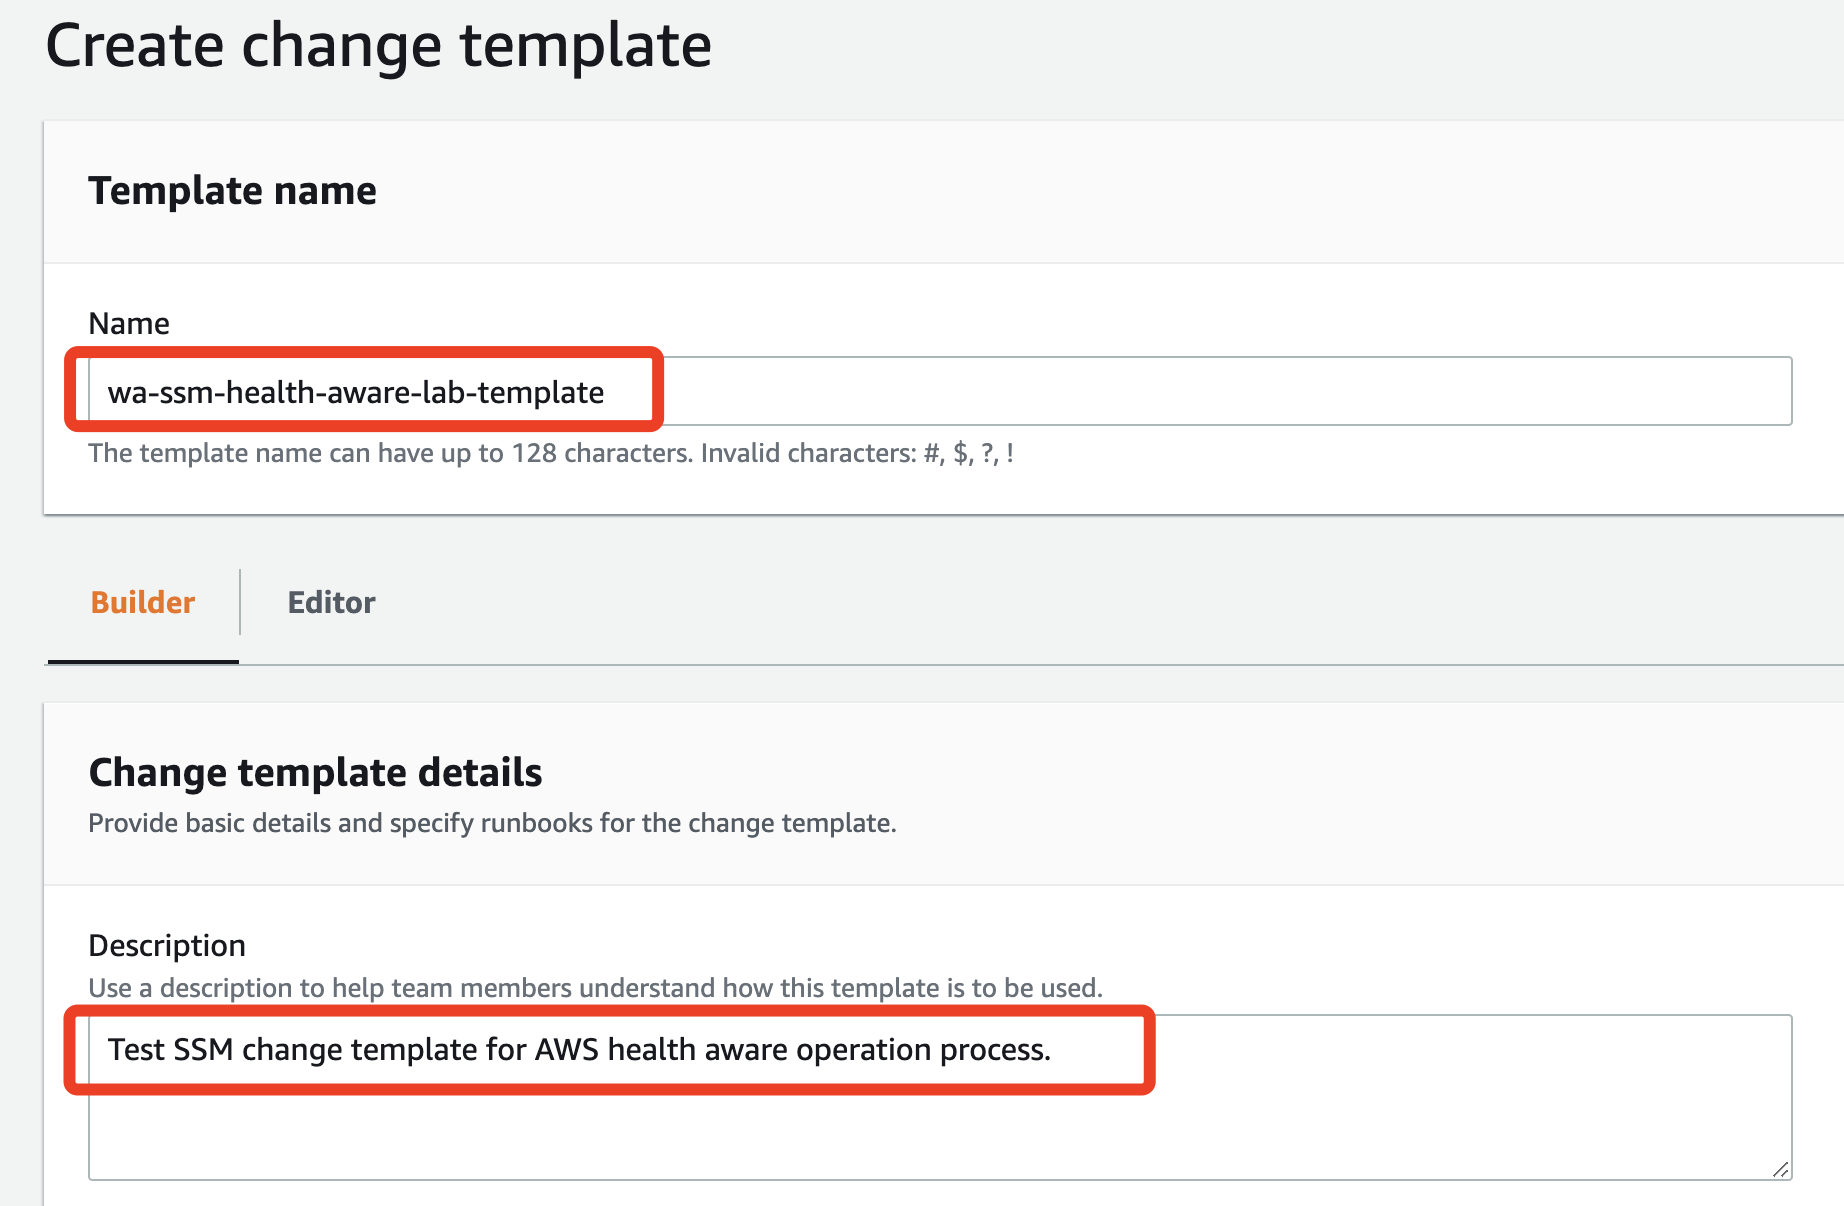 Create change template
Template name
Name
wa-ssm-health-aware-lab-template
The template name can have up to 128 characters. Invalid characters: #, $, ?, !
Builder
Editor
Change template details
Provide basic details and specify runbooks for the change template.
Description
Use a description to help team members understand how this template is to be used.
Test SSM change template for AWS health aware operation process.